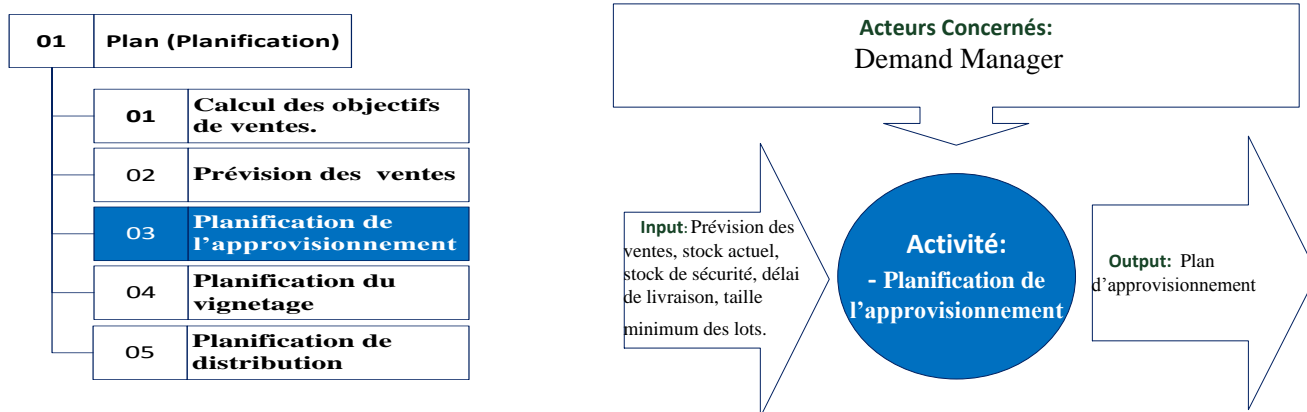 01 Plan (Planification)
01 Calcul des objectifs
de ventes.
02 Prévision des ventes
03 Planification de
l’approvisionnement
04 Planification du
vignetage
05 Planification de
distribution
Acteurs Concernés:
Demand Manager
Input: Prévision des
ventes, stock actuel,
stock de sécurité, délai
de livraison, taille
minimum des lots.
Activité:
- Planification de
l’approvisionnement
Output: Plan
d’approvisionnement